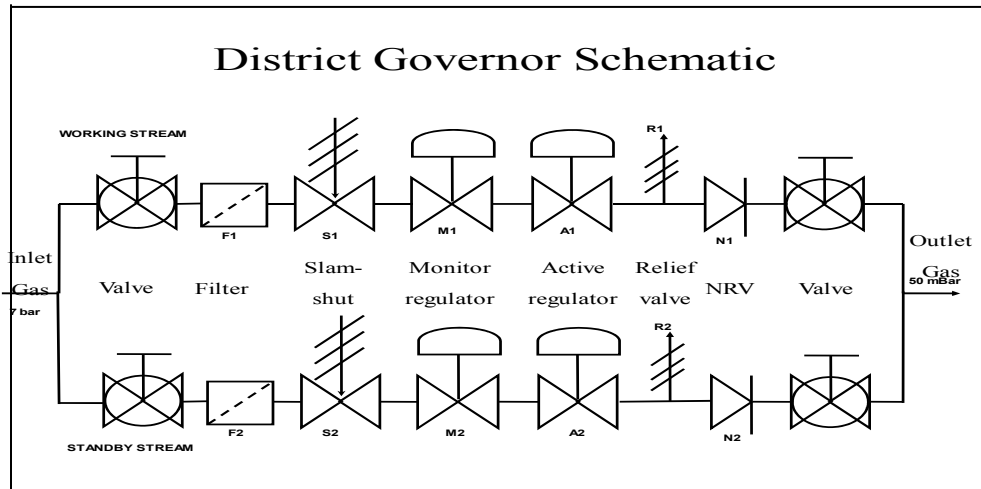 District Governor Schematic
WORKING STREAM
R1
F1
S1
M1
A1
N1
Inlet
Gas
7 bar
Valve
Filter
Slam-
shut
Monitor
regulator
Active
regulator
Relief
valve
NRV
Valve
Outlet
Gas
50 mBar
R2
F2
S2
M2
A2
N2
STANDBY STREAM